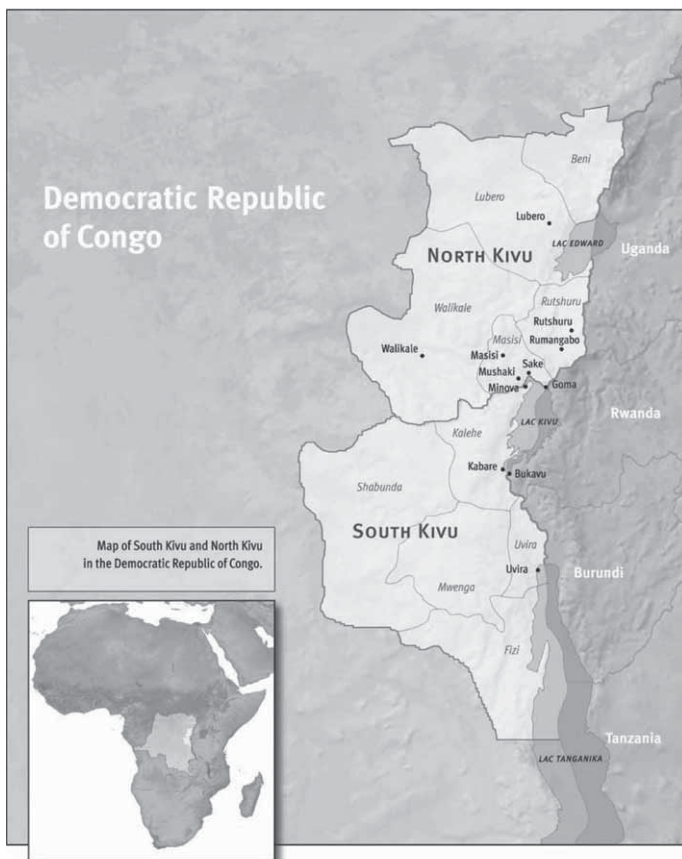 Democratic Republic
of Congo
Beni
Lubero
Lubero
LAC EDWARD
Uganda
NORTH KIVU
Rutshuru
Walikale
Rutshuru
Masisi
Rumangabo
Walikale
Masisi
Sake
Mushaki
Minova
Goma
Rwanda
LAC KIVU
Kalehe
Kabare
Bukavu
Shabunda
SOUTH KIVU
Uvira
Map of South Kivu and North Kivu
in the Democratic Republic of Congo.
Uvira
Burundi
Mwenga
Fizi
Tanzania
LAC TANGANIKA